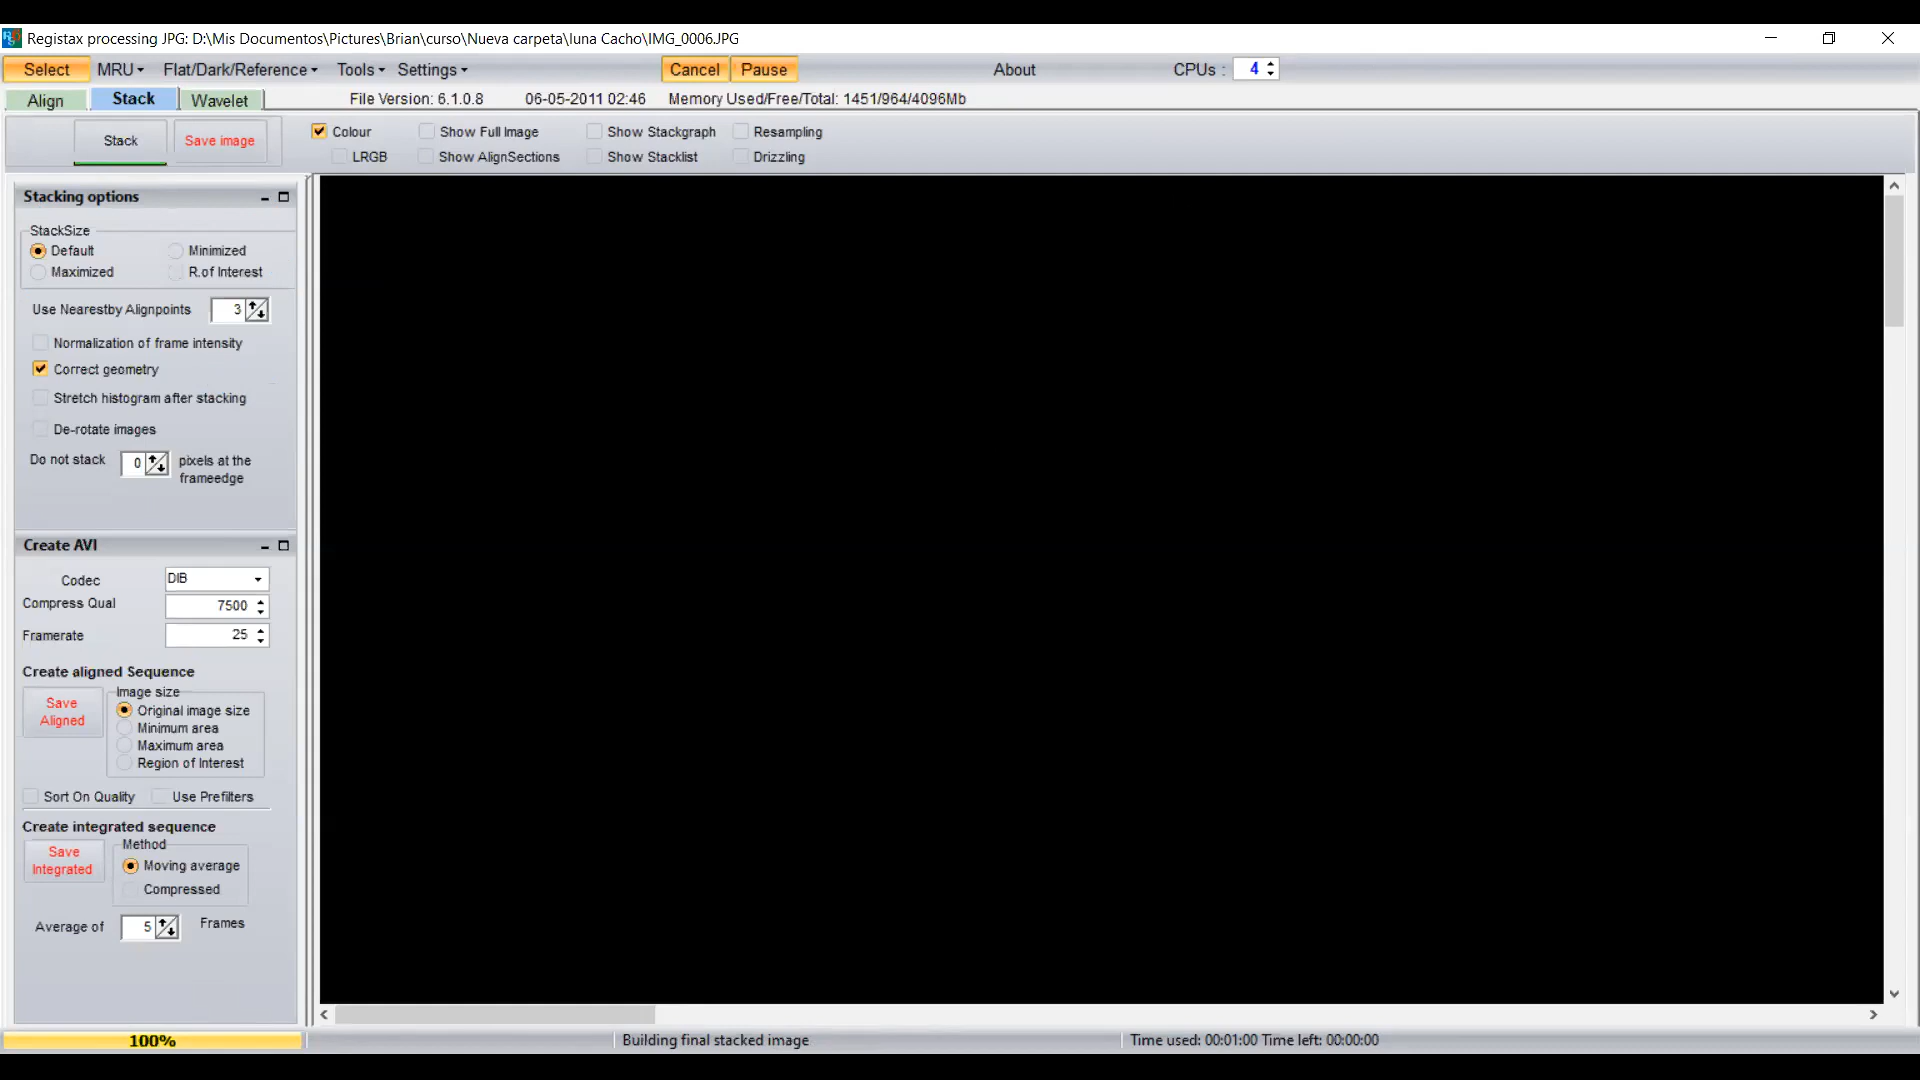 Registax processing JPG: D:\Mis Documentos\Pictures\Brian\curso\Nueva carpeta\luna Cacho\IMG_0006.JPG
Select MRU Flat/Dark/Reference Tools Settings Cancel Pause About CPUs : 4
Align Stack Wavelet File Version: 6.1.0.8 06-05-2011 02:46 Memory Used/Free/Total: 1451/964/4096Mb
Stack Save image
Colour Show Full Image Show Stackgraph Resampling
LRGB Show AlignSections Show Stacklist Drizzling
Stacking options
StackSize
Default Minimized
Maximized R.of Interest
Use Nearestby Alignpoints 3
Normalization of frame intensity
Correct geometry
Stretch histogram after stacking
De-rotate images
Do not stack 0 pixels at the
frameedge
Create AVI
Codec DIB
Compress Qual 7500
Framerate 25
Create aligned Sequence
Save
Aligned
Image size
Original image size
Minimum area
Maximum area
Region of Interest
Sort On Quality Use Prefilters
Create integrated sequence
Save
Integrated
Method
Moving average
Compressed
Average of 5 Frames
100% Building final stacked image Time used: 00:01:00 Time left: 00:00:00